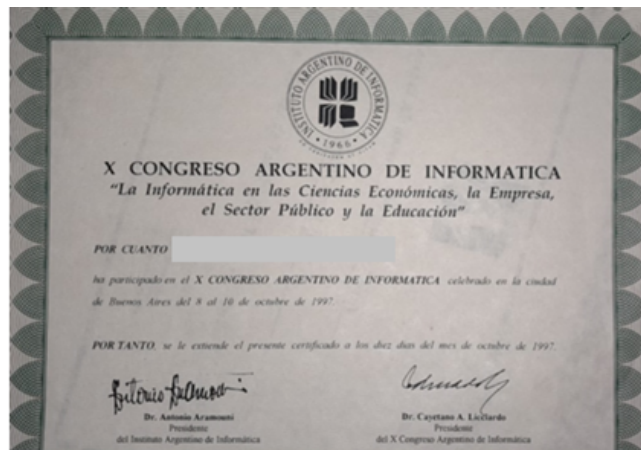 INSTITUTO ARGENTINO DE INFORMATICA
• 1966 •
X CONGRESO ARGENTINO DE INFORMATICA
"La Informática en las Ciencias Económicas, la Empresa,
el Sector Público y la Educación"
POR CUANTO
ha participado en el X CONGRESO ARGENTINO DE INFORMATICA celebrado en la ciudad
de Buenos Aires del 8 al 10 de octubre de 1997.
POR TANTO, se le extiende el presente certificado a los diez días del mes de octubre de 1997.
Dr. Antonio Aramouni
Presidente
del Instituto Argentino de Informática
Dr. Cayetano A. Licciardo
Presidente
del X Congreso Argentino de Informática